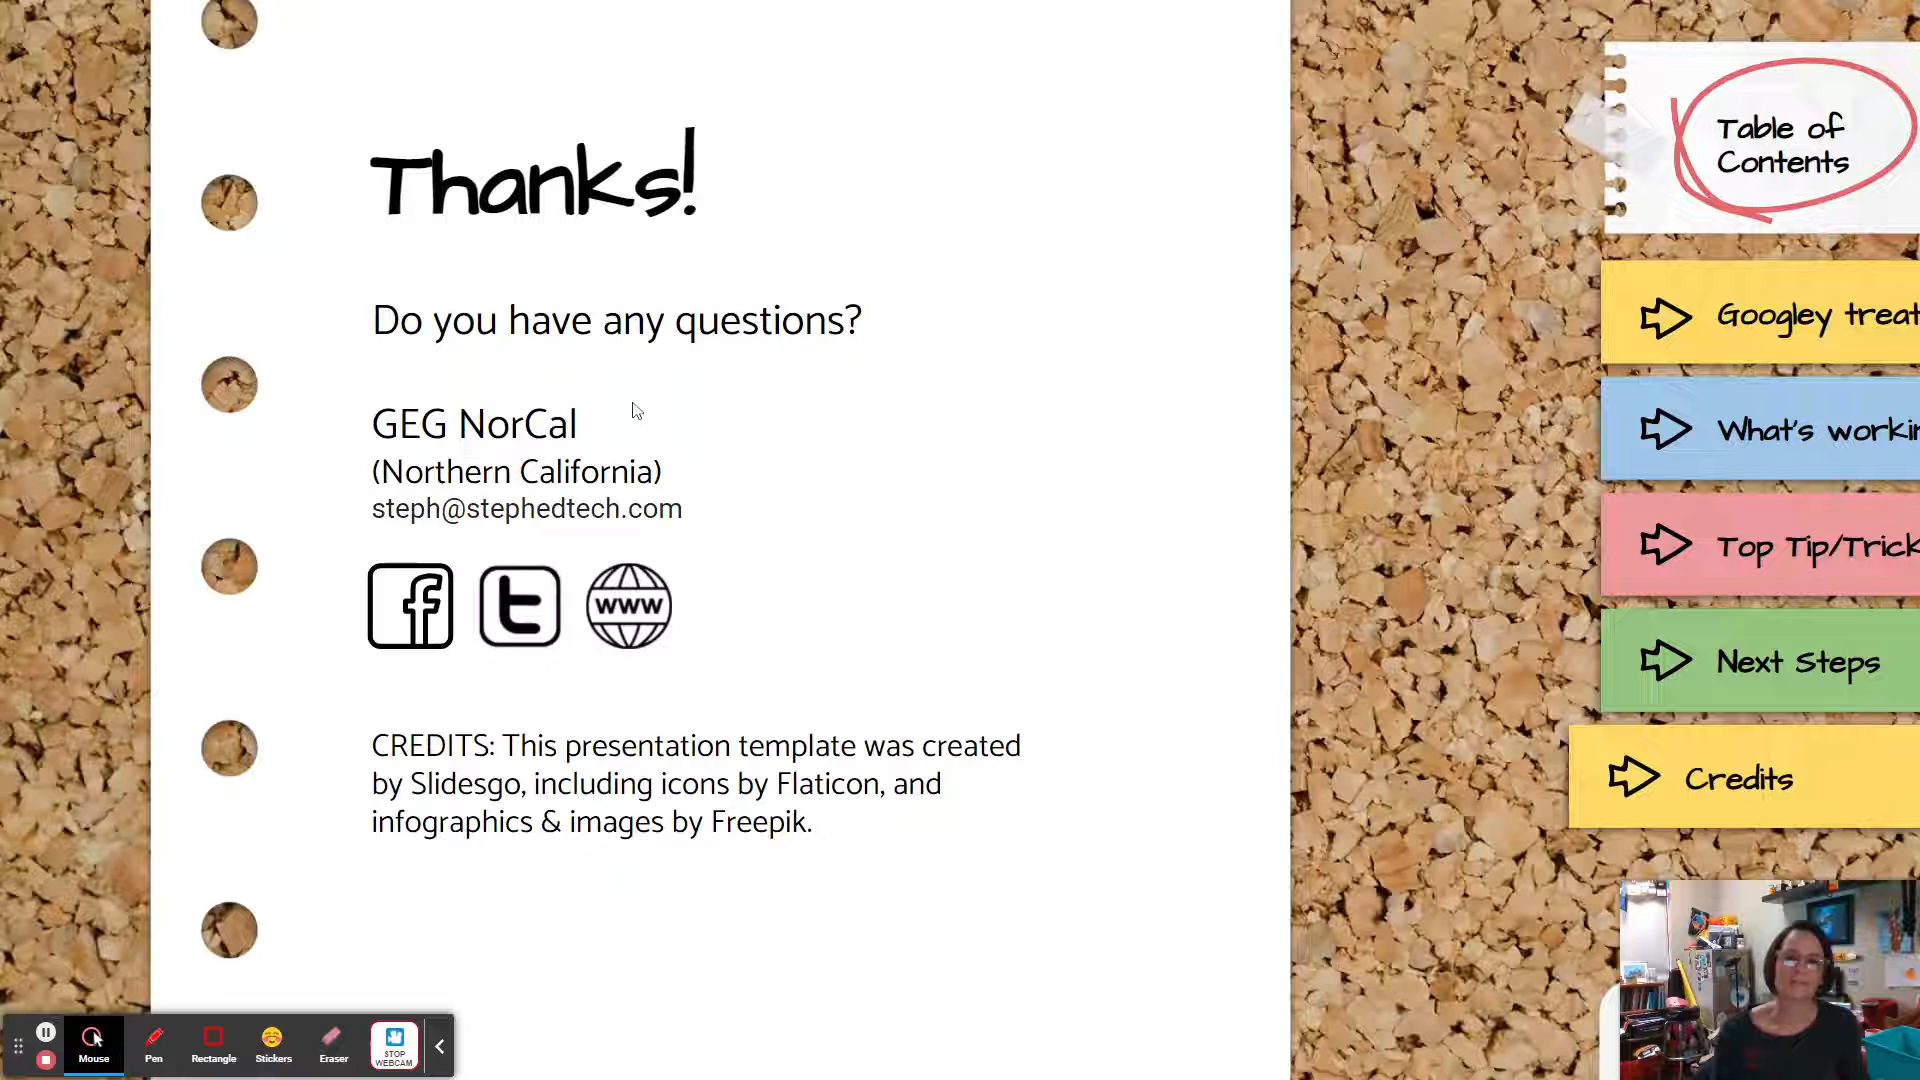 Thanks!
Do you have any questions?
GEG NorCal
(Northern California)
steph@stephedtech.com
f
t
www
CREDITS: This presentation template was created
by Slidesgo, including icons by Flaticon, and
infographics & images by Freepik.
Table of
Contents
Googley treat
What's workin
Top Tip/Trick
Next Steps
Credits
Mouse
Pen
Rectangle
Stickers
Eraser
STOP
WEBCAM